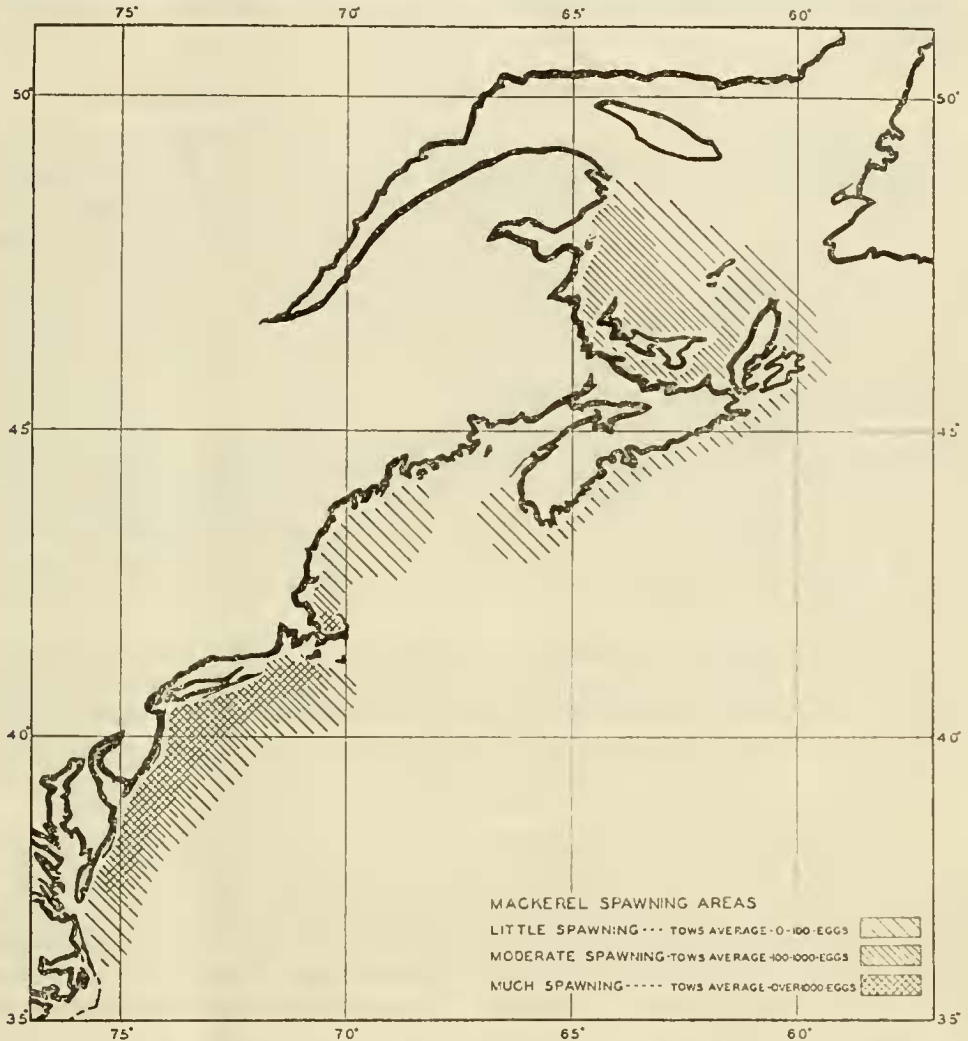 75° 70° 65° 60°
50° 50°
45° 45°
40° 40°
MACKEREL SPAWNING AREAS
LITTLE SPAWNING--- TOWS AVERAGE-0-100-EGGS
MODERATE SPAWNING-TOWS AVERAGE-100-1000-EGGS
MUCH SPAWNING----- TOWS AVERAGE-OVER1000-EGGS
35 35
75° 70° 65° 60°